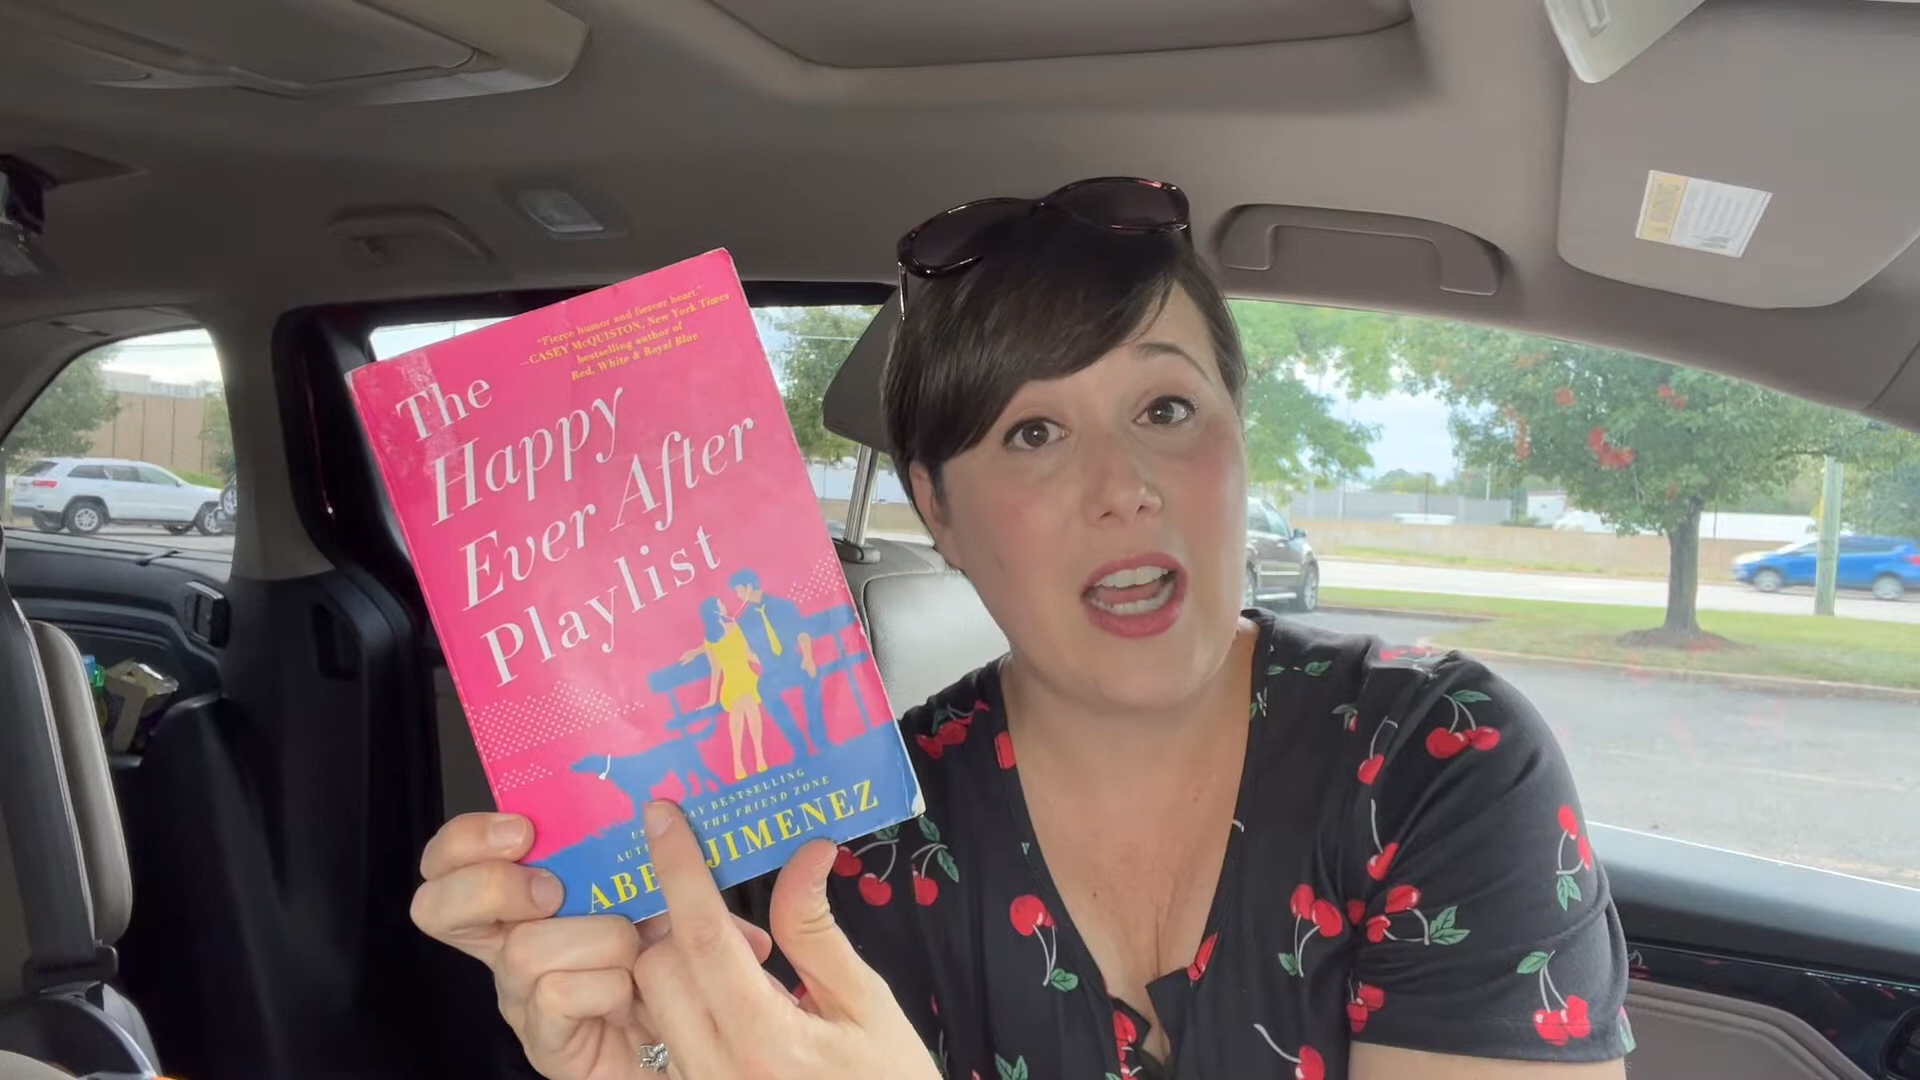 "Fierce humor and fiercer heart."
—CASEY McQUISTON, New York Times
bestselling author of
Red, White & Royal Blue
The
Happy
Ever After
Playlist
BESTSELLING
THE FRIEND ZONE
JIMENEZ